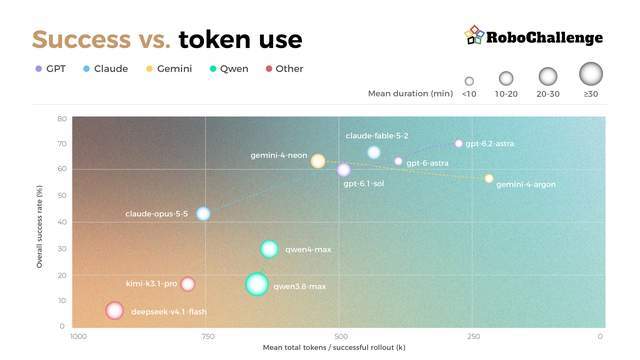 Success vs. token use
RoboChallenge
GPT
Claude
Gemini
Qwen
Other
Mean duration (min)
<10
10-20
20-30
≥30
Overall success rate (%)
80
70
60
50
40
30
20
10
0
claude-fable-5-2
gpt-6.2-astra
gemini-4-neon
gpt-6-astra
gpt-6.1-sol
gemini-4-argon
claude-opus-5-5
qwen4-max
kimi-k3.1-pro
qwen3.8-max
deepseek-v4.1-flash
1000
750
500
250
0
Mean total tokens / successful rollout (k)